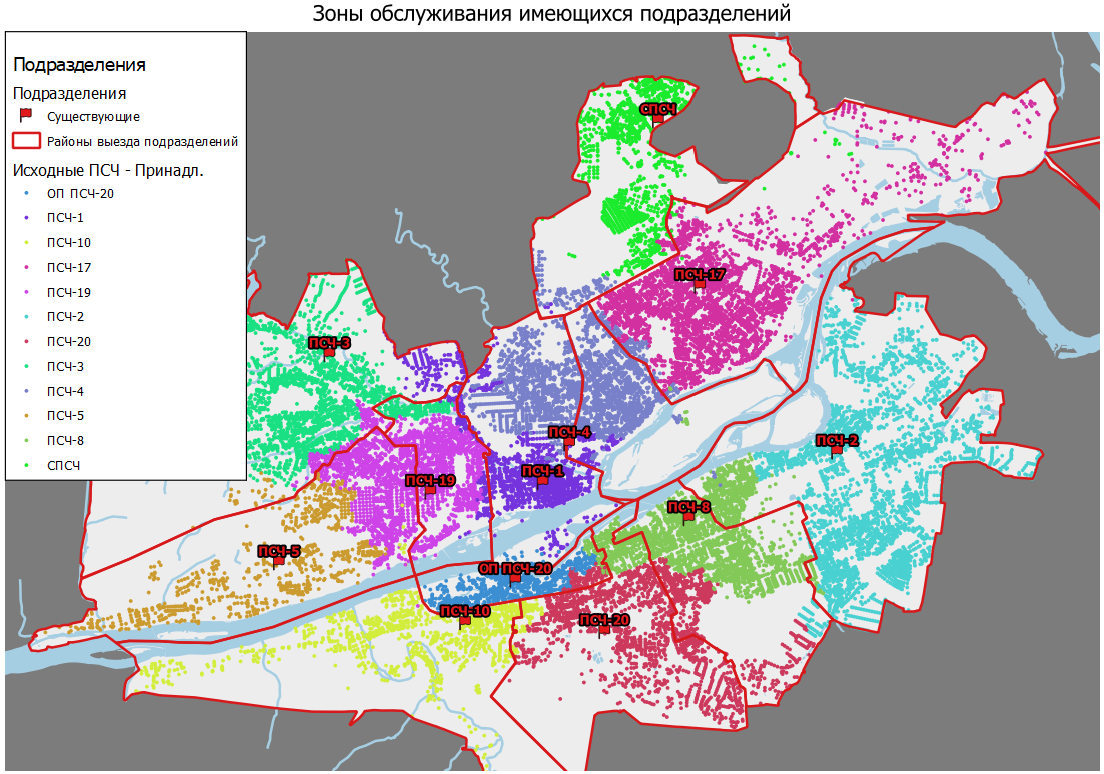 Зоны обслуживания имеющихся подразделений
Подразделения
Подразделения
Существующие
Районы выезда подразделений
Исходные ПСЧ - Принадл.
ОП ПСЧ-20
ПСЧ-1
ПСЧ-10
ПСЧ-17
ПСЧ-19
ПСЧ-2
ПСЧ-20
ПСЧ-3
ПСЧ-4
ПСЧ-5
ПСЧ-8
СПСЧ
СПСЧ
ПСЧ-17
ПСЧ-3
ПСЧ-4
ПСЧ-2
ПСЧ-1
ПСЧ-19
ПСЧ-8
ПСЧ-5
ОП ПСЧ-20
ПСЧ-10
ПСЧ-20